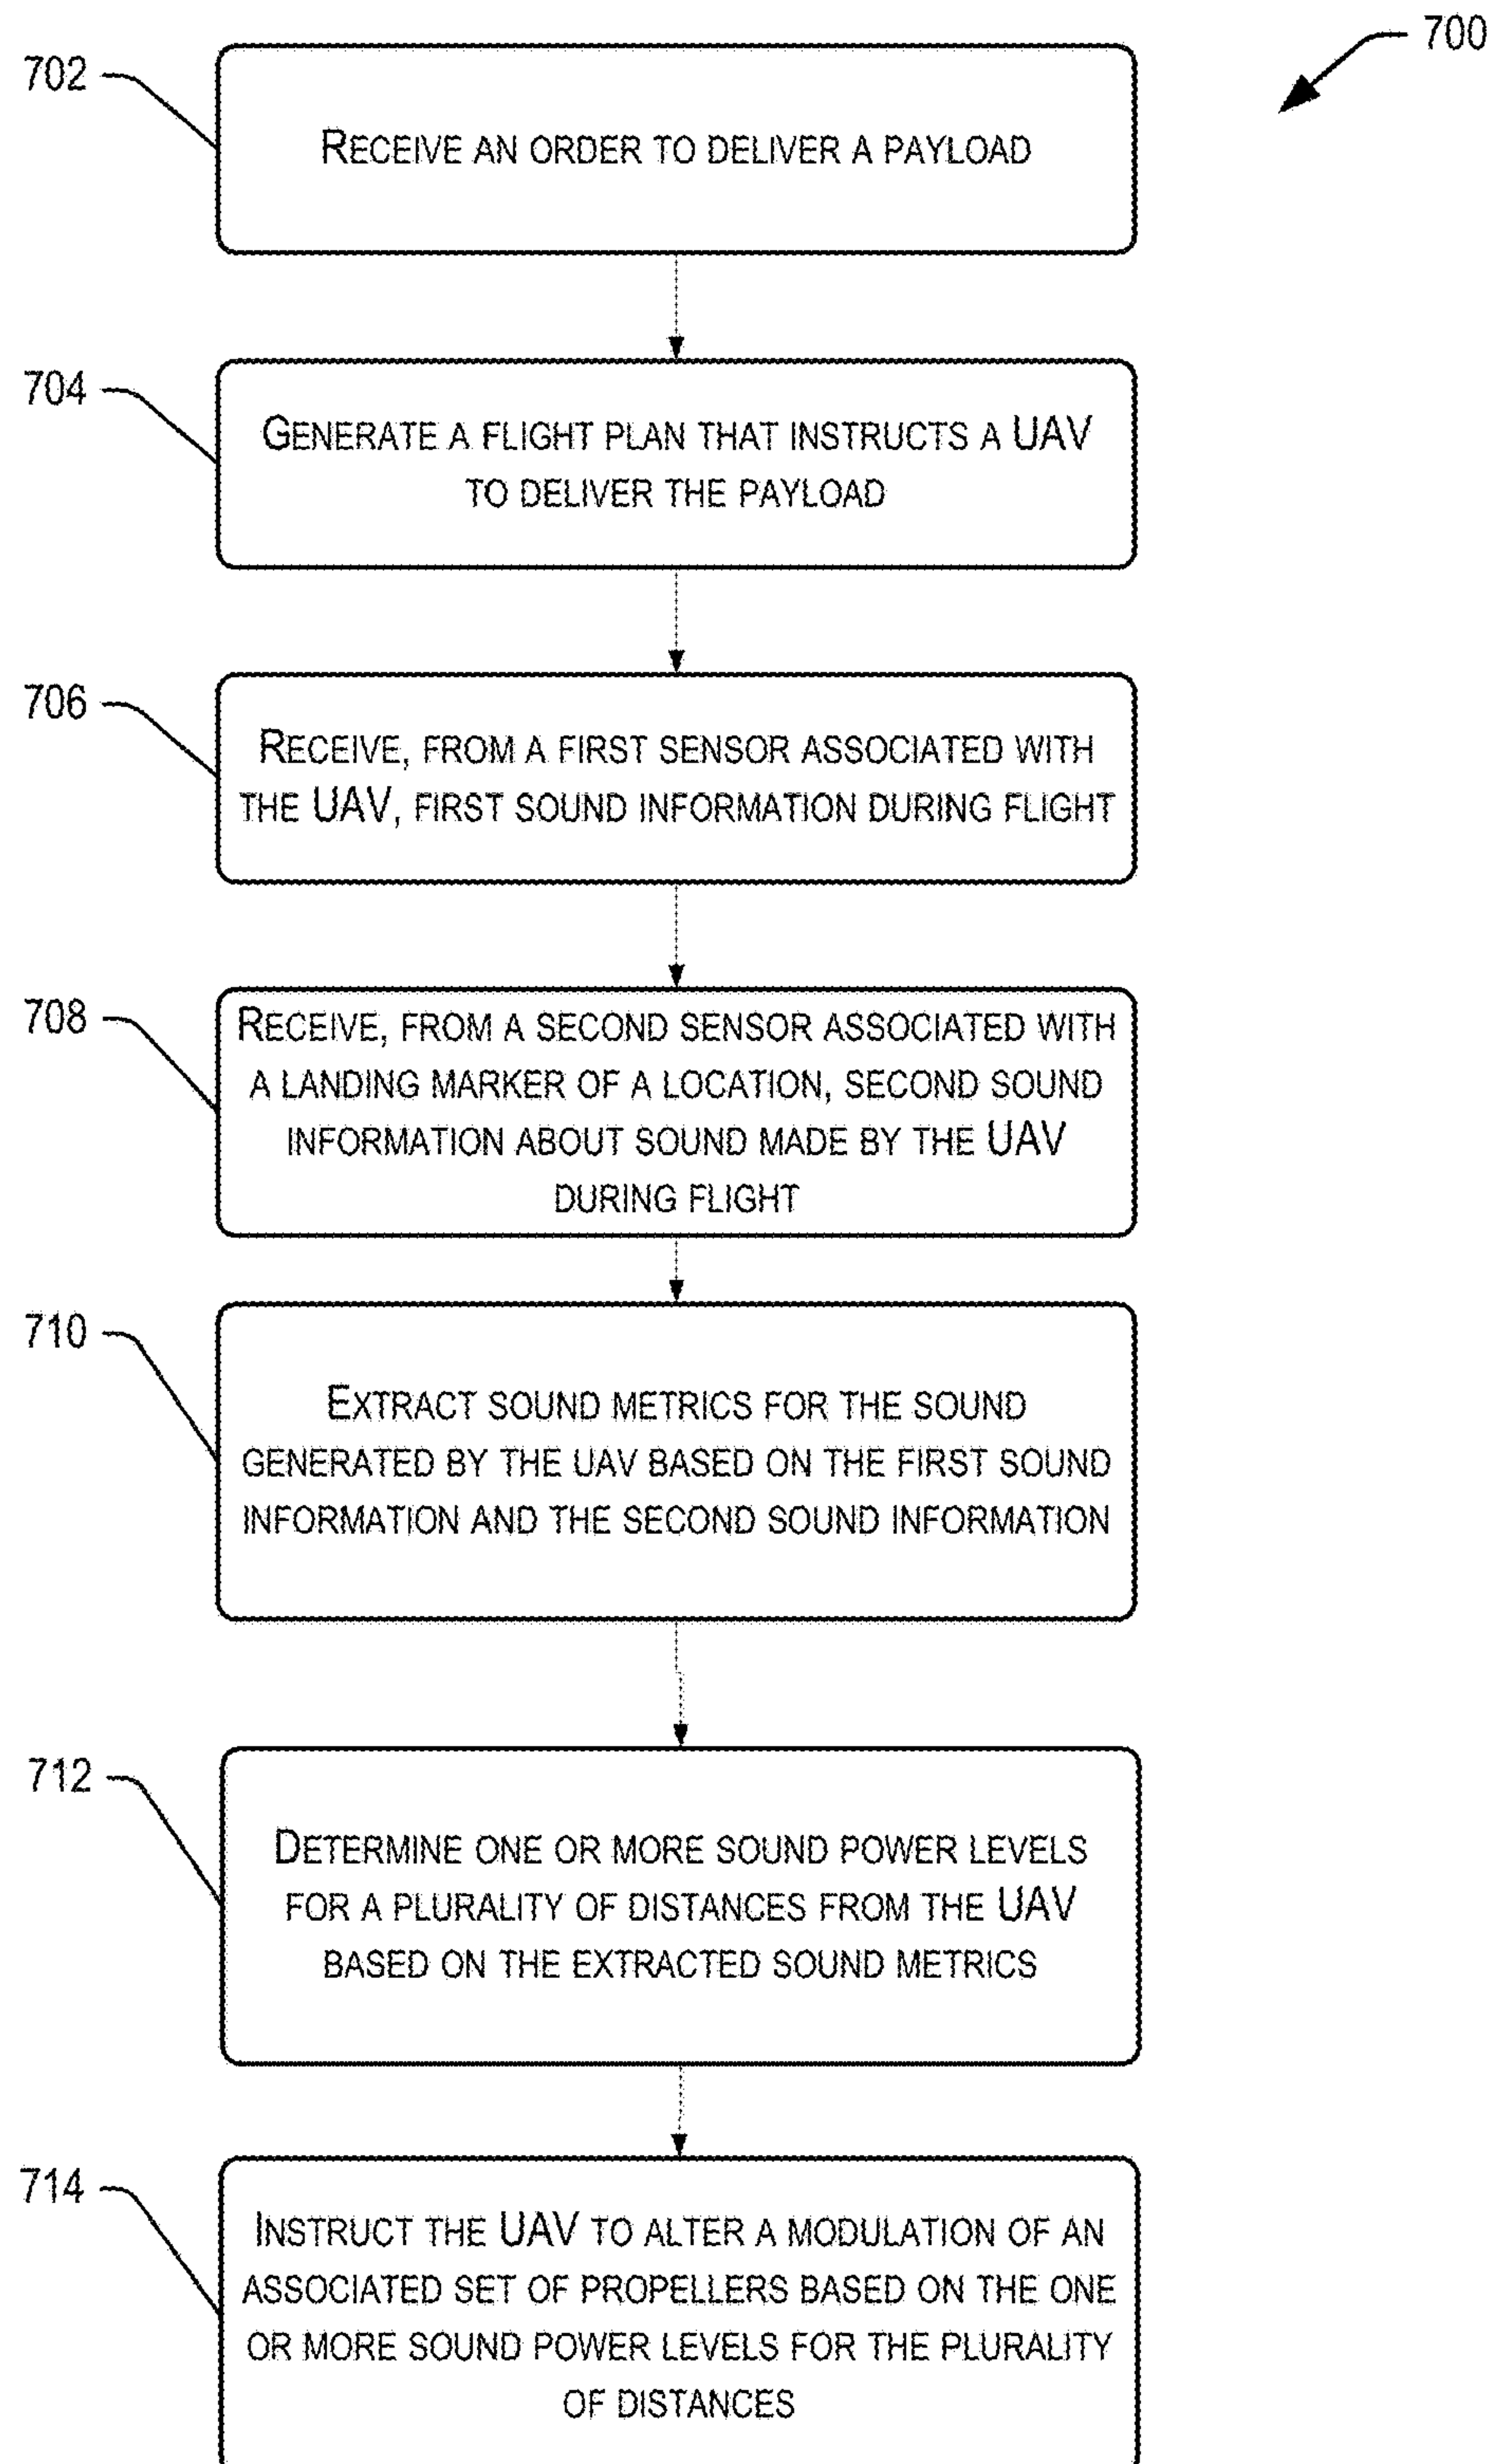 700
702
RECEIVE AN ORDER TO DELIVER A PAYLOAD
704
GENERATE A FLIGHT PLAN THAT INSTRUCTS A UAV
TO DELIVER THE PAYLOAD
706
RECEIVE, FROM A FIRST SENSOR ASSOCIATED WITH
THE UAV, FIRST SOUND INFORMATION DURING FLIGHT
708
RECEIVE, FROM A SECOND SENSOR ASSOCIATED WITH
A LANDING MARKER OF A LOCATION, SECOND SOUND
INFORMATION ABOUT SOUND MADE BY THE UAV
DURING FLIGHT
710
EXTRACT SOUND METRICS FOR THE SOUND
GENERATED BY THE UAV BASED ON THE FIRST SOUND
INFORMATION AND THE SECOND SOUND INFORMATION
712
DETERMINE ONE OR MORE SOUND POWER LEVELS
FOR A PLURALITY OF DISTANCES FROM THE UAV
BASED ON THE EXTRACTED SOUND METRICS
714
INSTRUCT THE UAV TO ALTER A MODULATION OF AN
ASSOCIATED SET OF PROPELLERS BASED ON THE ONE
OR MORE SOUND POWER LEVELS FOR THE PLURALITY
OF DISTANCES